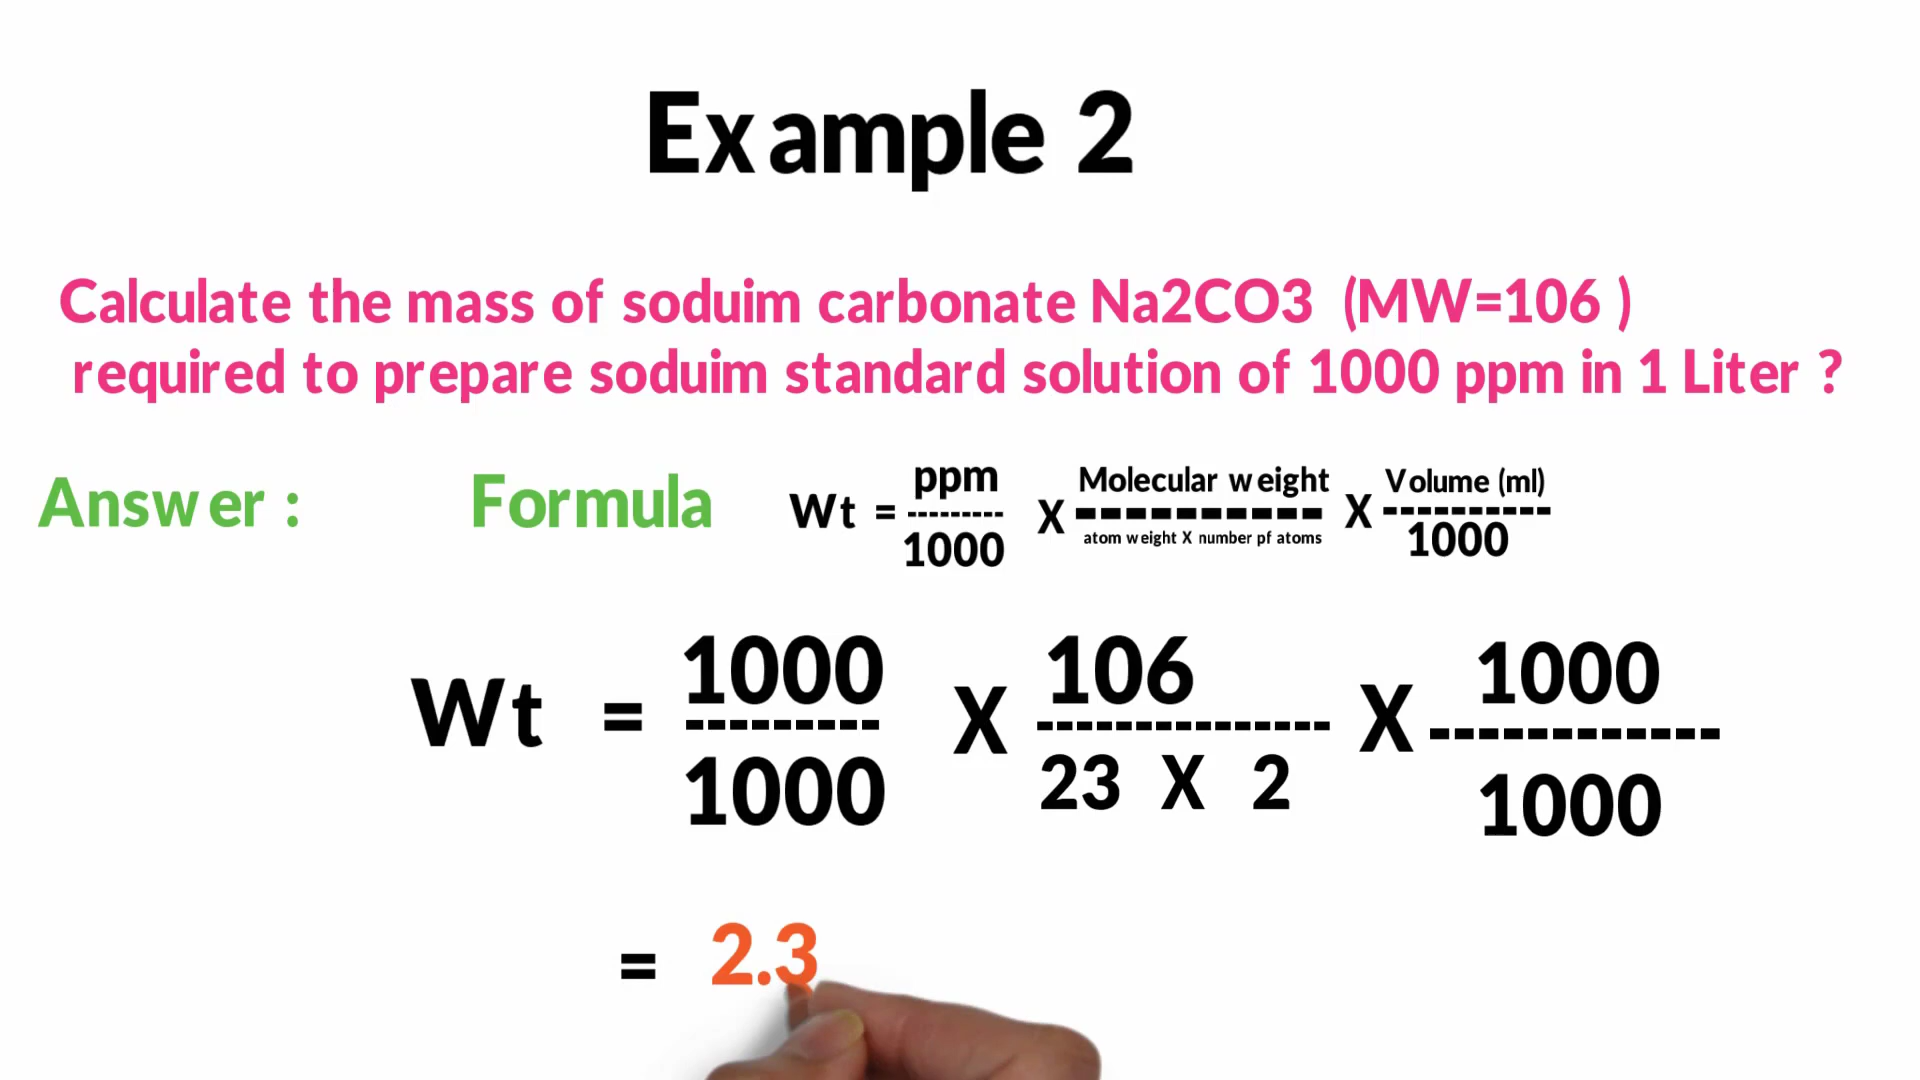 Example 2
Calculate the mass of soduim carbonate Na2CO3 (MW=106 )
required to prepare soduim standard solution of 1000 ppm in 1 Liter ?
Answer : Formula Wt = ppm / 1000 X Molecular weight / atom weight X number pf atoms X Volume (ml) / 1000
Wt = 1000 / 1000 X 106 / 23 X 2 X 1000 / 1000
= 2.3